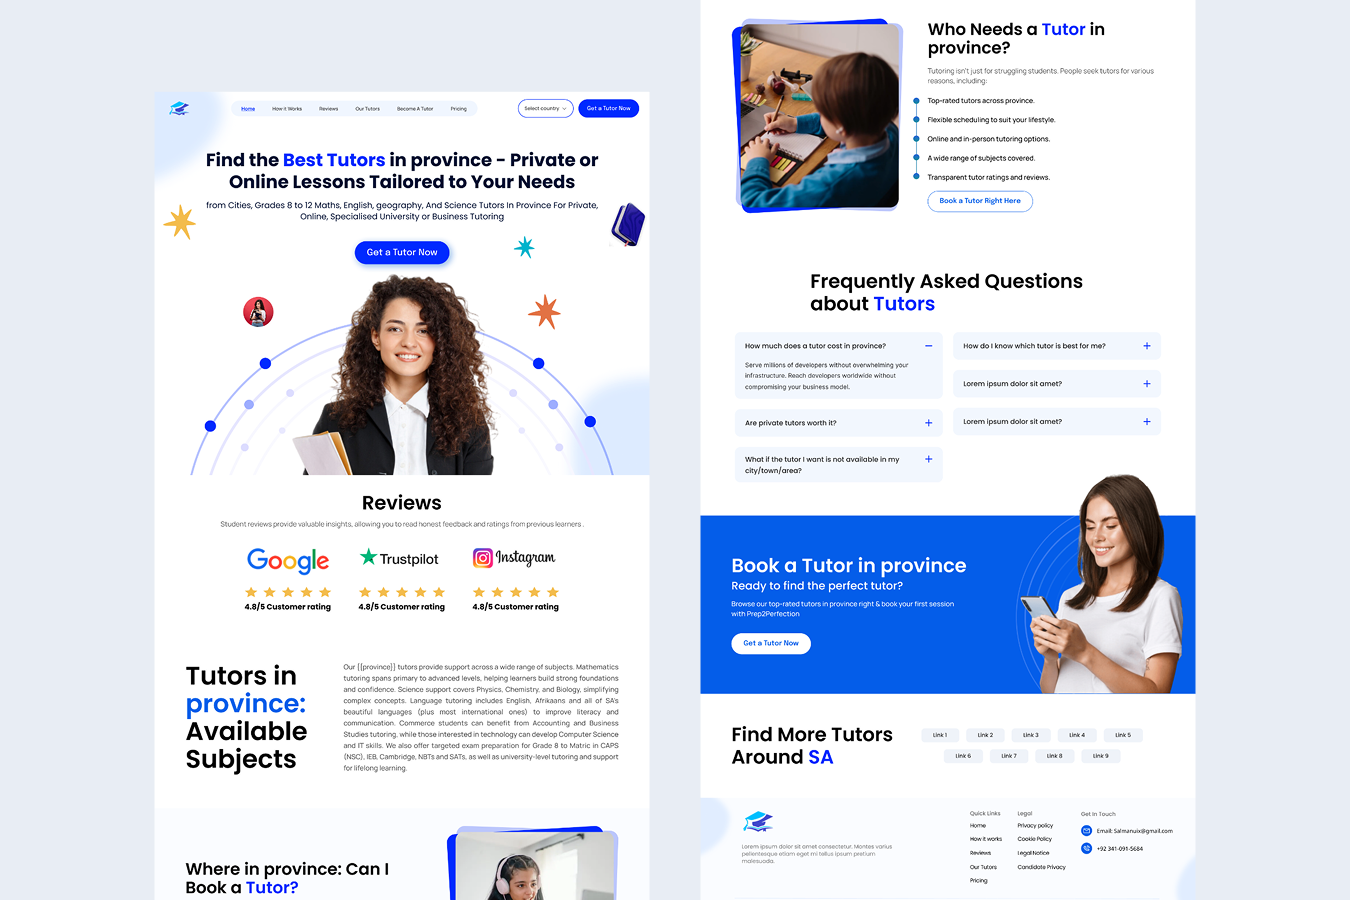 Home How it Works Reviews Our Tutors Become A Tutor Pricing
Select country
Get a Tutor Now
Find the Best Tutors in province - Private or
Online Lessons Tailored to Your Needs
from Cities, Grades 8 to 12 Maths, English, geography, And Science Tutors In Province For Private,
Online, Specialised University or Business Tutoring
Get a Tutor Now
Reviews
Student reviews provide valuable insights, allowing you to read honest feedback and ratings from previous learners .
Google Trustpilot Instagram
4.8/5 Customer rating 4.8/5 Customer rating 4.8/5 Customer rating
Tutors in
province:
Available
Subjects
Our {{province}} tutors provide support across a wide range of subjects. Mathematics
tutoring spans primary to advanced levels, helping learners build strong foundations
and confidence. Science support covers Physics, Chemistry, and Biology, simplifying
complex concepts. Language tutoring includes English, Afrikaans and all of SA's
beautiful languages (plus most international ones) to improve literacy and
communication. Commerce students can benefit from Accounting and Business
Studies tutoring, while those interested in technology can develop Computer Science
and IT skills. We also offer targeted exam preparation for Grade 8 to Matric in CAPS
(NSC), IEB, Cambridge, NBTs and SATs, as well as university-level tutoring and support
for lifelong learning.
Where in province: Can I
Book a Tutor?
Who Needs a Tutor in
province?
Tutoring isn't just for struggling students. People seek tutors for various
reasons, including:
Top-rated tutors across province.
Flexible scheduling to suit your lifestyle.
Online and in-person tutoring options.
A wide range of subjects covered.
Transparent tutor ratings and reviews.
Book a Tutor Right Here
Frequently Asked Questions
about Tutors
How much does a tutor cost in province?
Serve millions of developers without overwhelming your
infrastructure. Reach developers worldwide without
compromising your business model.
Are private tutors worth it?
What if the tutor I want is not available in my
city/town/area?
How do I know which tutor is best for me?
Lorem ipsum dolor sit amet?
Lorem ipsum dolor sit amet?
Book a Tutor in province
Ready to find the perfect tutor?
Browse our top-rated tutors in province right & book your first session
with Prep2Perfection
Get a Tutor Now
Find More Tutors
Around SA
Link 1 Link 2 Link 3 Link 4 Link 5
Link 6 Link 7 Link 8 Link 9
Lorem ipsum dolor sit amet consectetur. Montes varius
pellentesque etiam eget mi tellus ipsum pretium
malesuada.
Quick Links
Home
How it works
Reviews
Our Tutors
Pricing
Legal
Privacy policy
Cookie Policy
Legal Notice
Candidate Privacy
Get In Touch
Email: Salmanuix@gmail.com
+92 341-091-5684